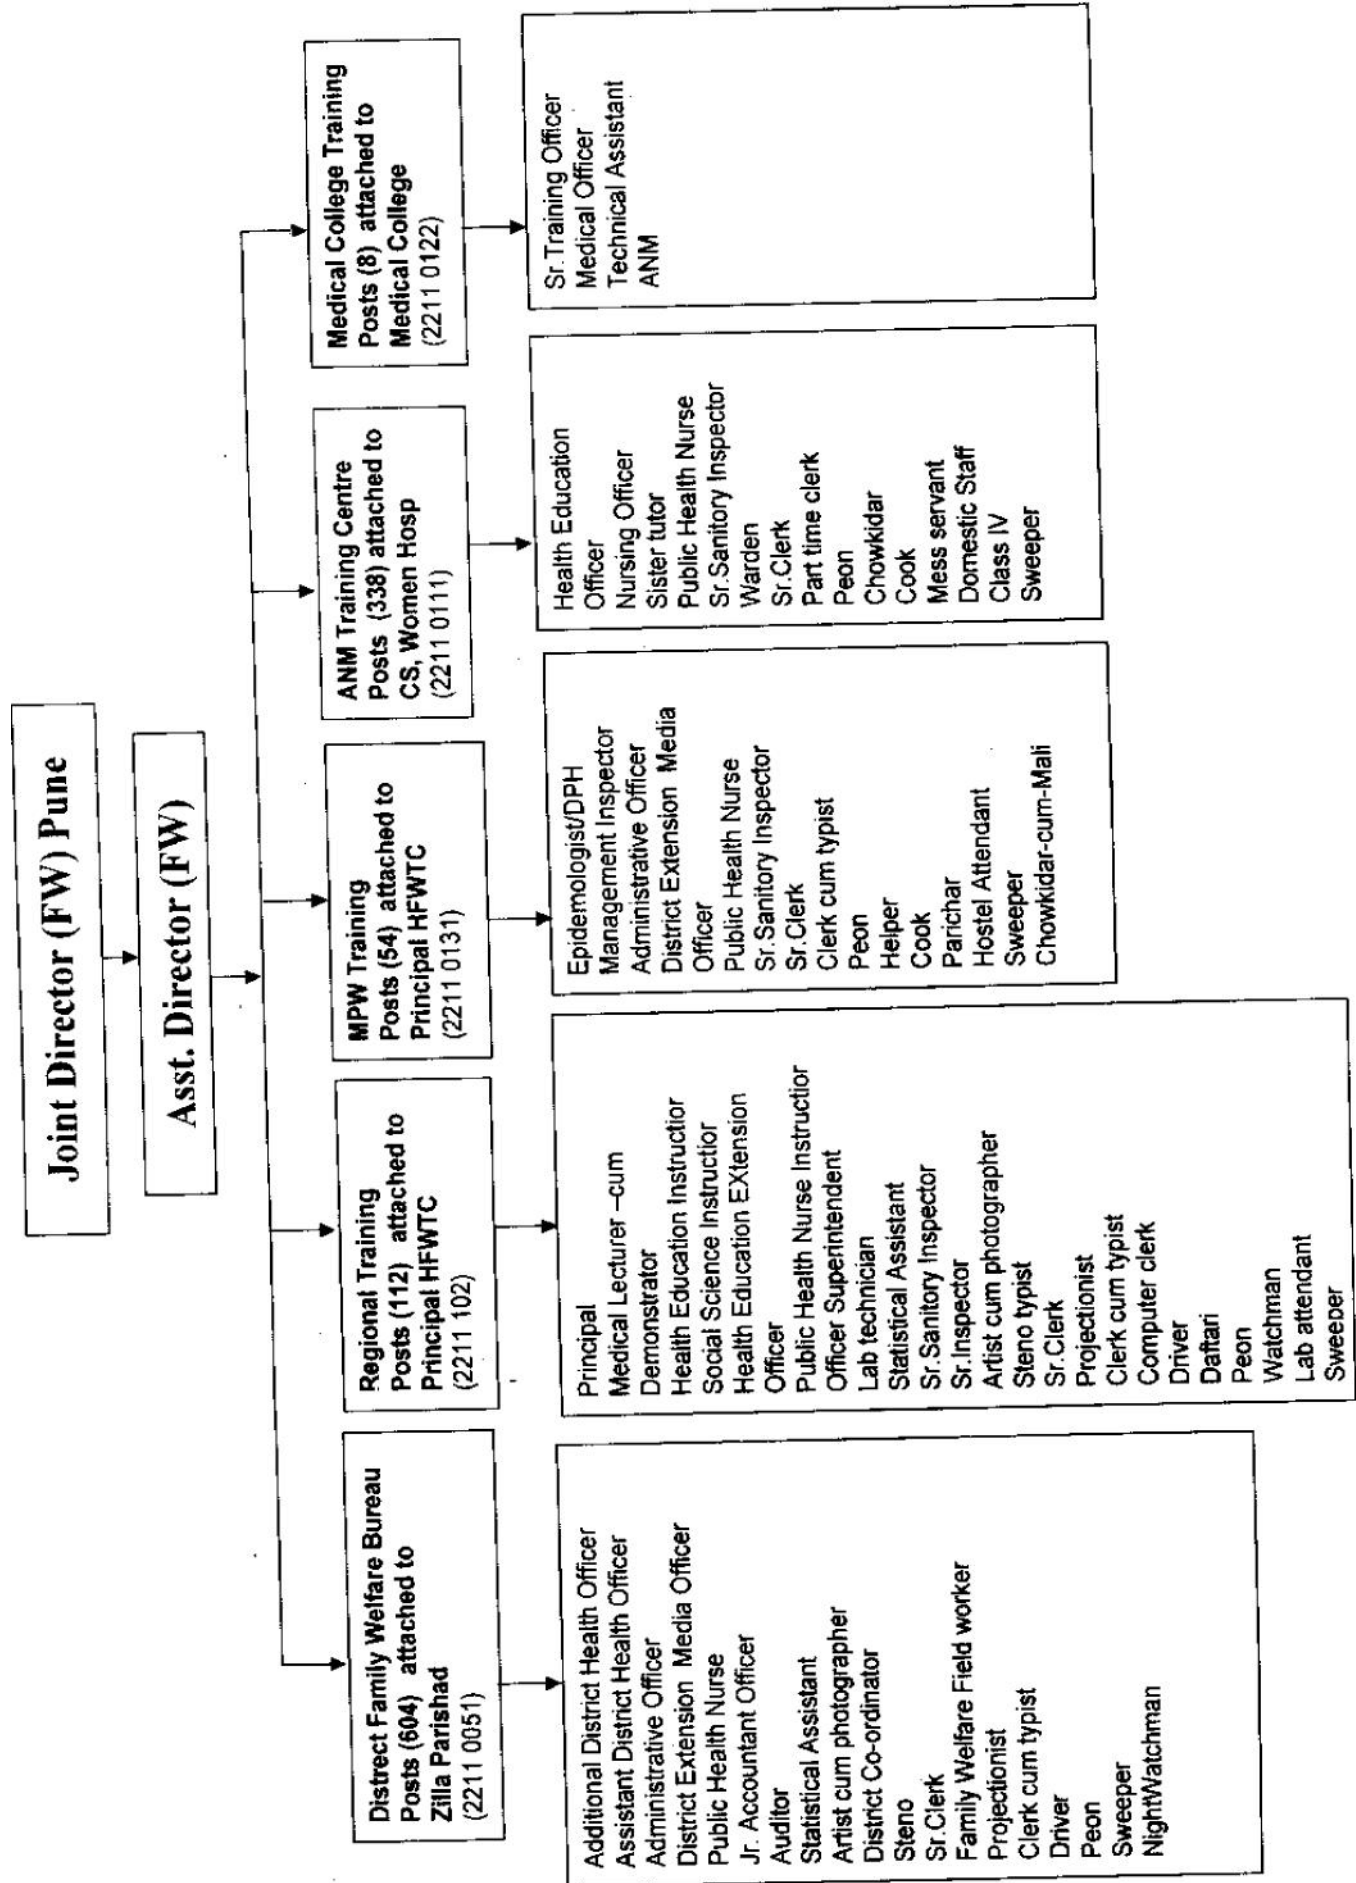 Joint Director (FW) Pune
Asst. Director (FW)
Distrect Family Welfare Bureau
Posts (604) attached to
Zilla Parishad
(2211 0051)
Additional District Health Officer
Assistant District Health Officer
Administrative Officer
District Extension Media Officer
Public Health Nurse
Jr. Accountant Officer
Auditor
Statistical Assistant
Artist cum photographer
District Co-ordinator
Steno
Sr.Clerk
Family Welfare Field worker
Projectionist
Clerk cum typist
Driver
Peon
Sweeper
NightWatchman
Regional Training
Posts (112) attached to
Principal HFWTC
(2211 102)
Principal
Medical Lecturer –cum
Demonstrator
Health Education Instructior
Social Science Instructior
Health Education EXtension
Officer
Public Health Nurse Instructior
Officer Superintendent
Lab technician
Statistical Assistant
Sr.Sanitory Inspector
Sr.Inspector
Artist cum photographer
Steno typist
Sr.Clerk
Projectionist
Clerk cum typist
Computer clerk
Driver
Daftari
Peon
Watchman
Lab attendant
Sweeper
MPW Training
Posts (54) attached to
Principal HFWTC
(2211 0131)
Epidemologist/DPH
Management Inspector
Administrative Officer
District Extension Media
Officer
Public Health Nurse
Sr.Sanitory Inspector
Sr.Clerk
Clerk cum typist
Peon
Helper
Cook
Parichar
Hostel Attendant
Sweeper
Chowkidar-cum-Mali
ANM Training Centre
Posts (338) attached to
CS, Women Hosp
(2211 0111)
Health Education
Officer
Nursing Officer
Sister tutor
Public Health Nurse
Sr.Sanitory Inspector
Warden
Sr.Clerk
Part time clerk
Peon
Chowkidar
Cook
Mess servant
Domestic Staff
Class IV
Sweeper
Medical College Training
Posts (8) attached to
Medical College
(2211 0122)
Sr.Training Officer
Medical Officer
Technical Assistant
ANM